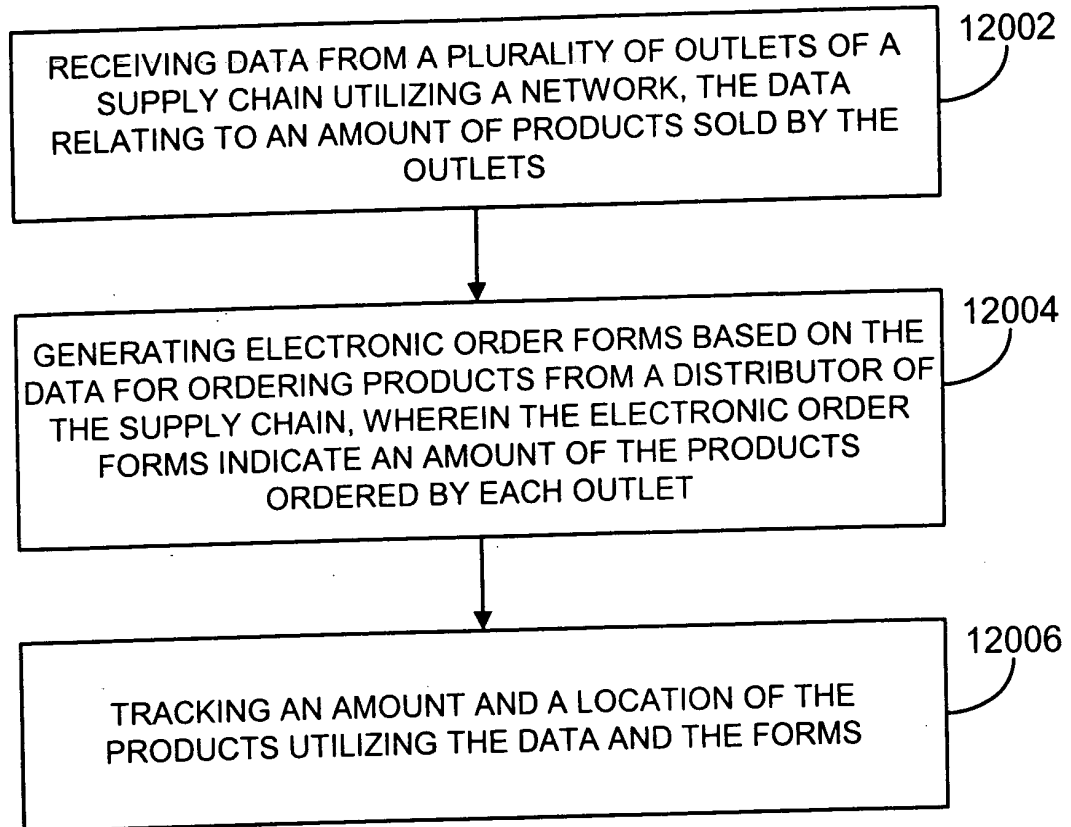 12002
RECEIVING DATA FROM A PLURALITY OF OUTLETS OF A
SUPPLY CHAIN UTILIZING A NETWORK, THE DATA
RELATING TO AN AMOUNT OF PRODUCTS SOLD BY THE
OUTLETS
12004
GENERATING ELECTRONIC ORDER FORMS BASED ON THE
DATA FOR ORDERING PRODUCTS FROM A DISTRIBUTOR OF
THE SUPPLY CHAIN, WHEREIN THE ELECTRONIC ORDER
FORMS INDICATE AN AMOUNT OF THE PRODUCTS
ORDERED BY EACH OUTLET
12006
TRACKING AN AMOUNT AND A LOCATION OF THE
PRODUCTS UTILIZING THE DATA AND THE FORMS